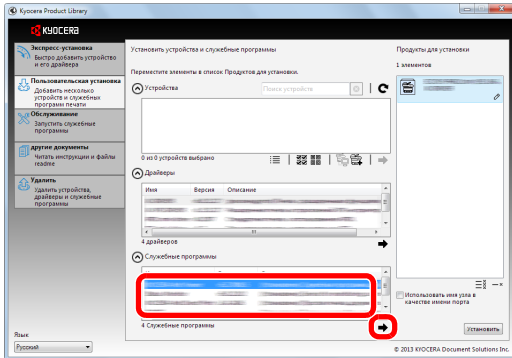 Kyocera Product Library
KYOCERA
Экспресс-установка
Быстро добавить устройство
и его драйвера
Пользовательская установка
Добавить несколько
устройств и служебных
программ печати
Обслуживание
Запустить служебные
программы
другие документы
Читать инструкции и файлы
readme
Удалить
Удалить устройства,
драйверы и служебные
программы
Язык
Русский
Установить устройства и служебные программы
Переместите элементы в список Продуктов для установки.
Устройства
Поиск устройств
0 из 0 устройств выбрано
Драйверы
Имя Версия Описание
4 драйверов
Служебные программы
4 Служебные программы
Продукты для установки
1 элементов
Использовать имя узла в
качестве имени порта
Установить
© 2013 KYOCERA Document Solutions Inc.